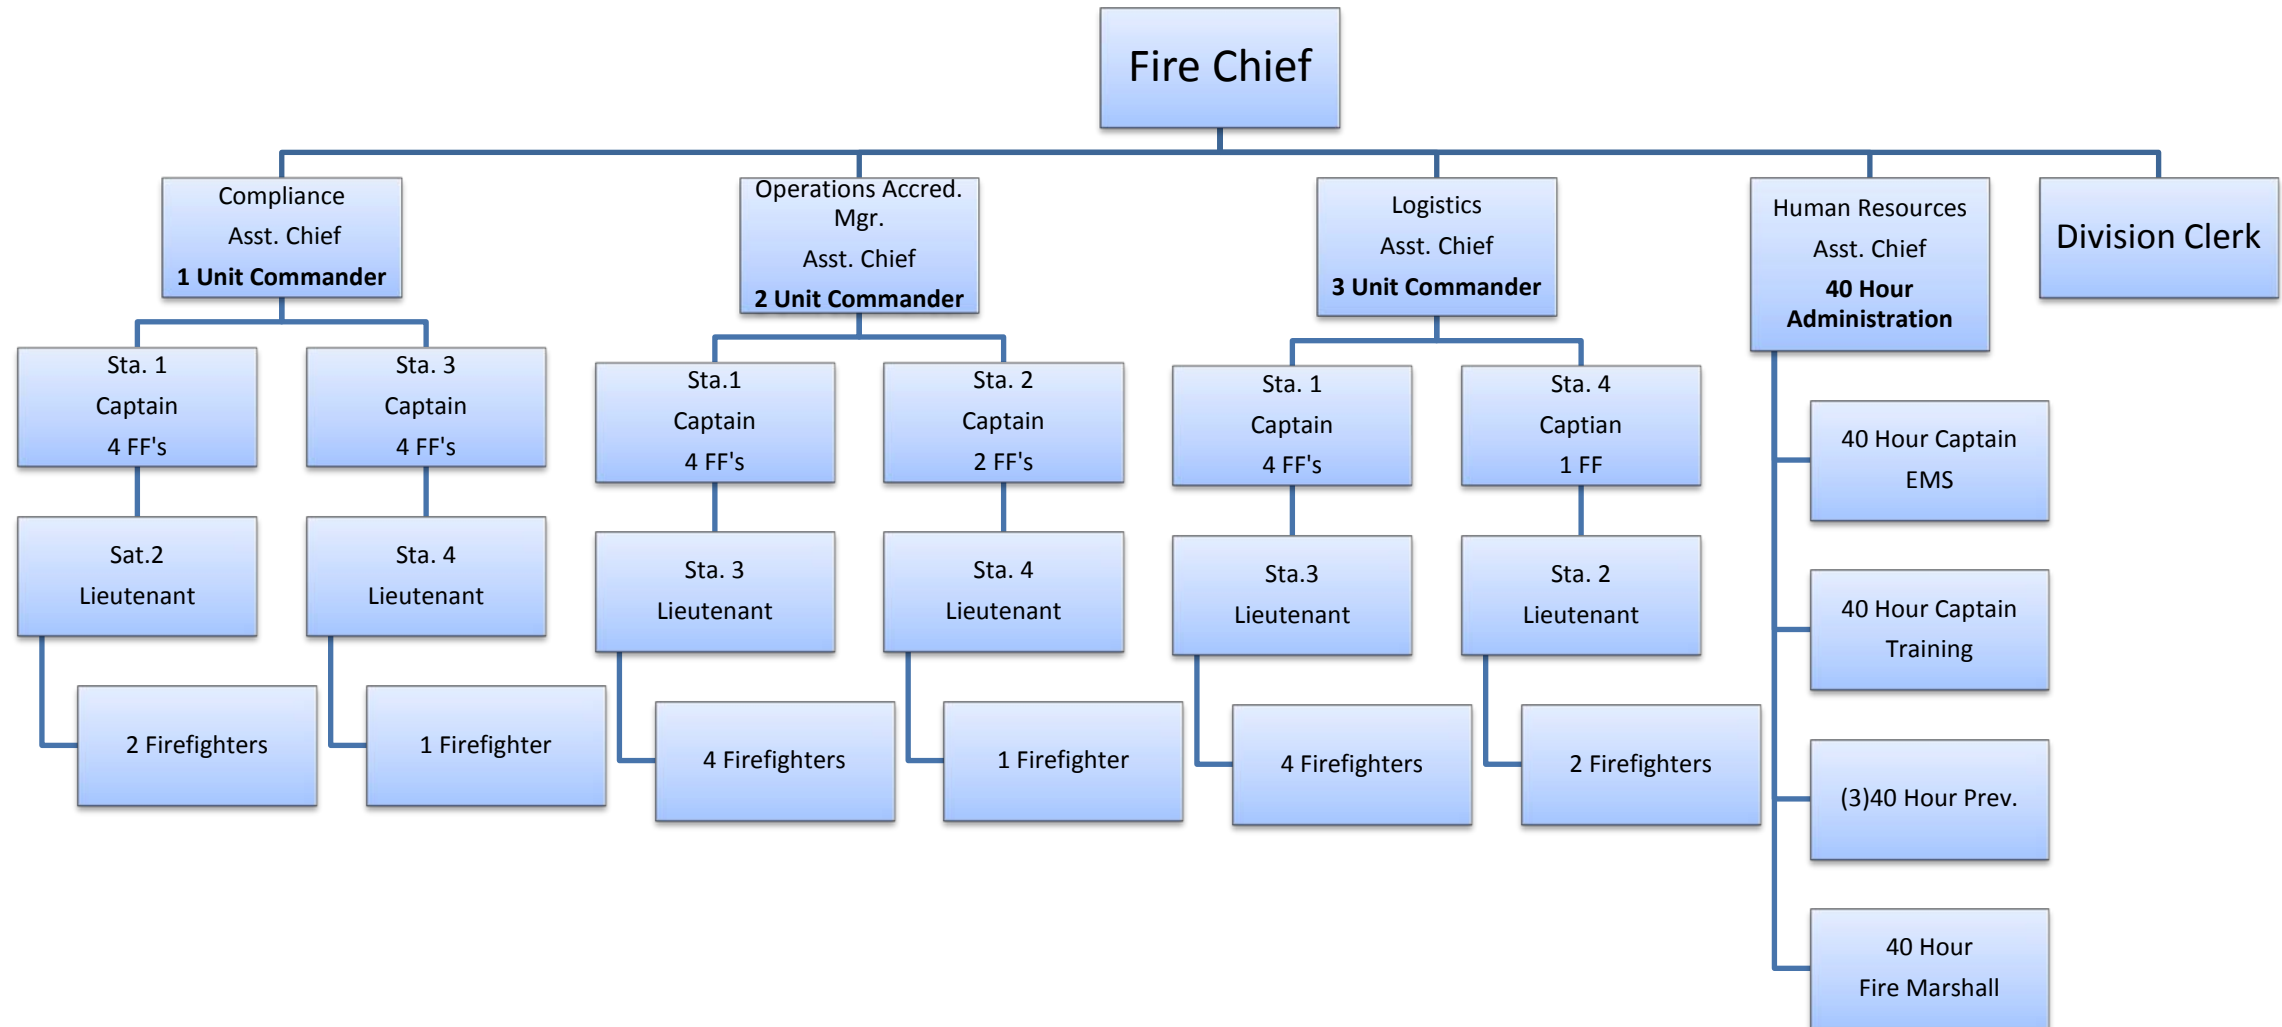 Fire Chief
Compliance
Asst. Chief
1 Unit Commander
Operations Accred.
Mgr.
Asst. Chief
2 Unit Commander
Logistics
Asst. Chief
3 Unit Commander
Human Resources
Asst. Chief
40 Hour
Administration
Division Clerk
Sta. 1
Captain
4 FF's
Sta. 3
Captain
4 FF's
Sta.1
Captain
4 FF's
Sta. 2
Captain
2 FF's
Sta. 1
Captain
4 FF's
Sta. 4
Captian
1 FF
40 Hour Captain
EMS
Sat.2
Lieutenant
Sta. 4
Lieutenant
Sta. 3
Lieutenant
Sta. 4
Lieutenant
Sta.3
Lieutenant
Sta. 2
Lieutenant
40 Hour Captain
Training
2 Firefighters
1 Firefighter
4 Firefighters
1 Firefighter
4 Firefighters
2 Firefighters
(3)40 Hour Prev.
40 Hour
Fire Marshall